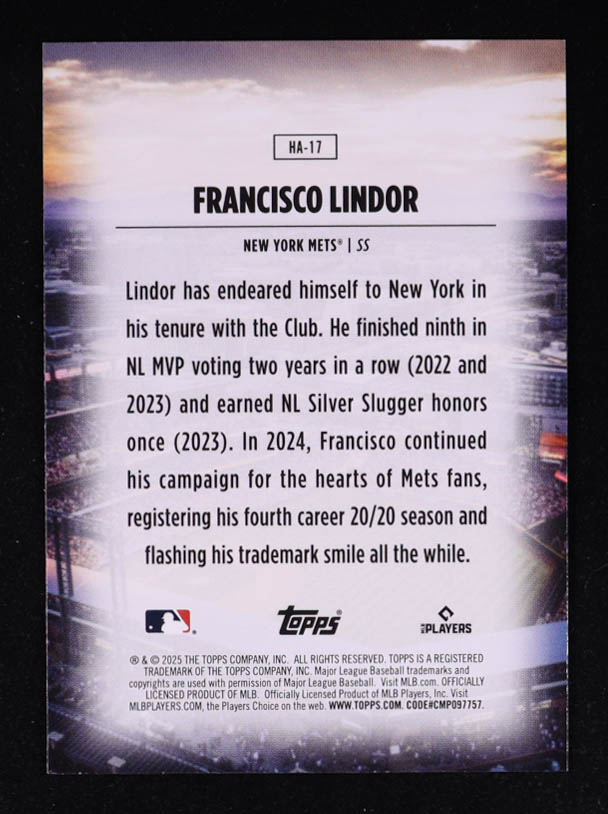 HA-17
FRANCISCO LINDOR
NEW YORK METS® | SS
Lindor has endeared himself to New York in
his tenure with the Club. He finished ninth in
NL MVP voting two years in a row (2022 and
2023) and earned NL Silver Slugger honors
once (2023). In 2024, Francisco continued
his campaign for the hearts of Mets fans,
registering his fourth career 20/20 season and
flashing his trademark smile all the while.
Topps®
MLB PLAYERS
® & © 2025 THE TOPPS COMPANY, INC. ALL RIGHTS RESERVED. TOPPS IS A REGISTERED
TRADEMARK OF THE TOPPS COMPANY, INC. Major League Baseball trademarks and
copyrights are used with permission of Major League Baseball. Visit MLB.com. OFFICIALLY
LICENSED PRODUCT OF MLB. Officially Licensed Product of MLB Players, Inc. Visit
MLBPLAYERS.COM, the Players Choice on the web. WWW.TOPPS.COM. CODE#CMP097757.